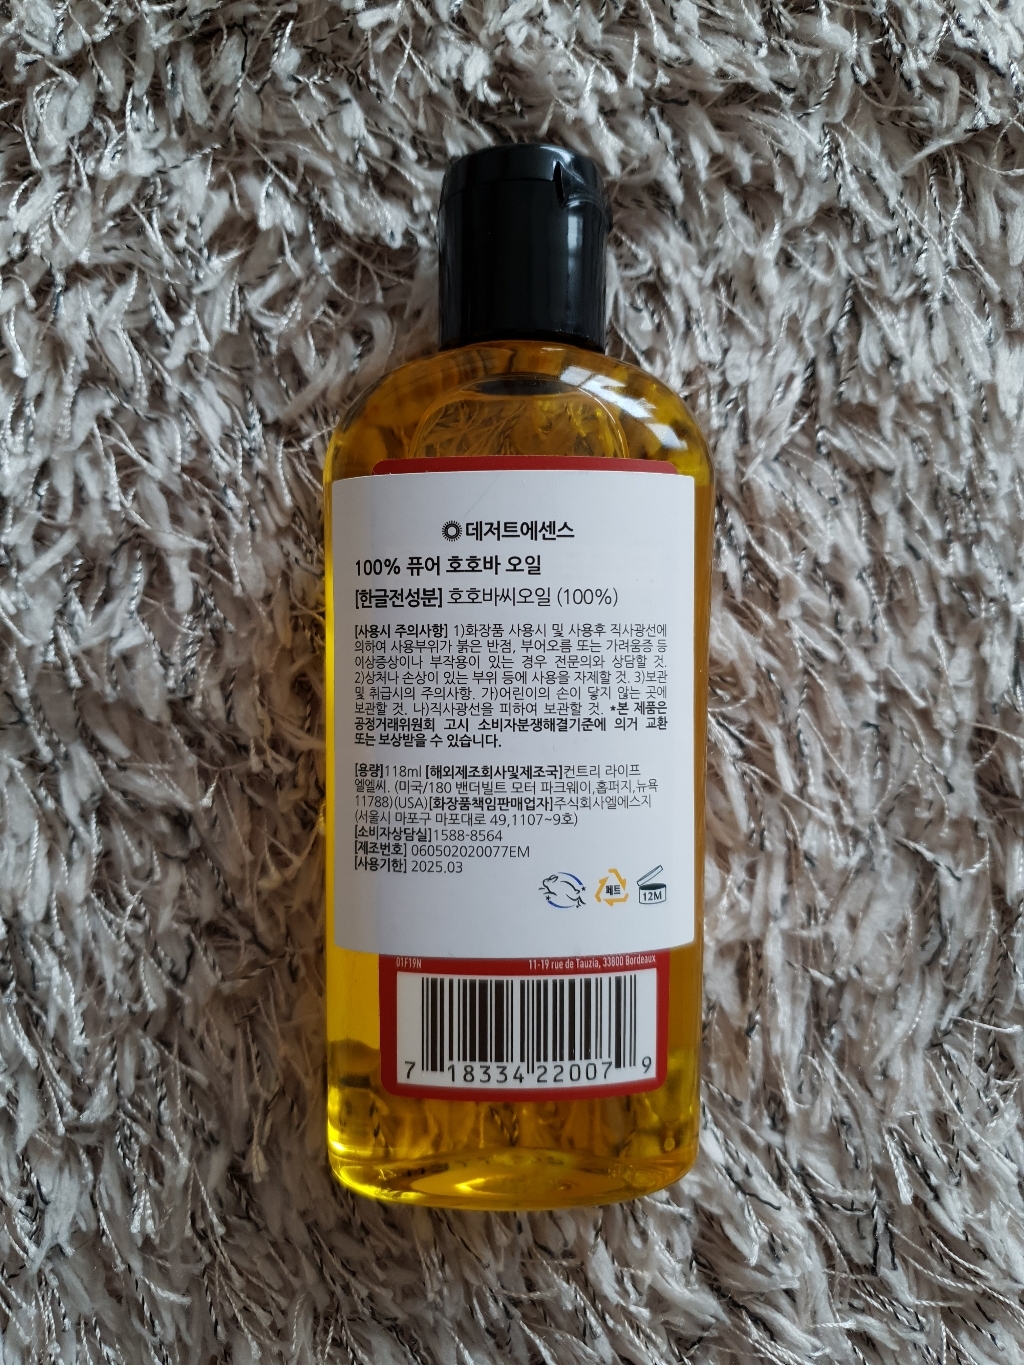 데저트에센스
100% 퓨어 호호바 오일
[한글전성분] 호호바씨오일 (100%)
[사용시 주의사항] 1)화장품 사용시 및 사용후 직사광선에
의하여 사용부위가 붉은 반점, 부어오름 또는 가려움증 등
이상증상이나 부작용이 있는 경우 전문의와 상담할 것.
2)상처나 손상이 있는 부위 등에 사용을 자제할 것. 3)보관
및 취급시의 주의사항. 가)어린이의 손이 닿지 않는 곳에
보관할 것. 나)직사광선을 피하여 보관할 것. *본 제품은
공정거래위원회 고시 소비자분쟁해결기준에 의거 교환
또는 보상받을 수 있습니다.
[용량]118ml [해외제조회사및제조국]컨트리 라이프
엘엘씨. (미국/180 밴더빌트 모터 파크웨이,홉퍼지,뉴욕
11788)(USA)[화장품책임판매업자]주식회사엘에스지
(서울시 마포구 마포대로 49,1107~9호)
[소비자상담실]1588-8564
[제조번호] 060502020077EM
[사용기한] 2025.03
페트
12M
01F19N 11-19 rue de Tauzia, 33800 Bordeaux
7 18334 22007 9